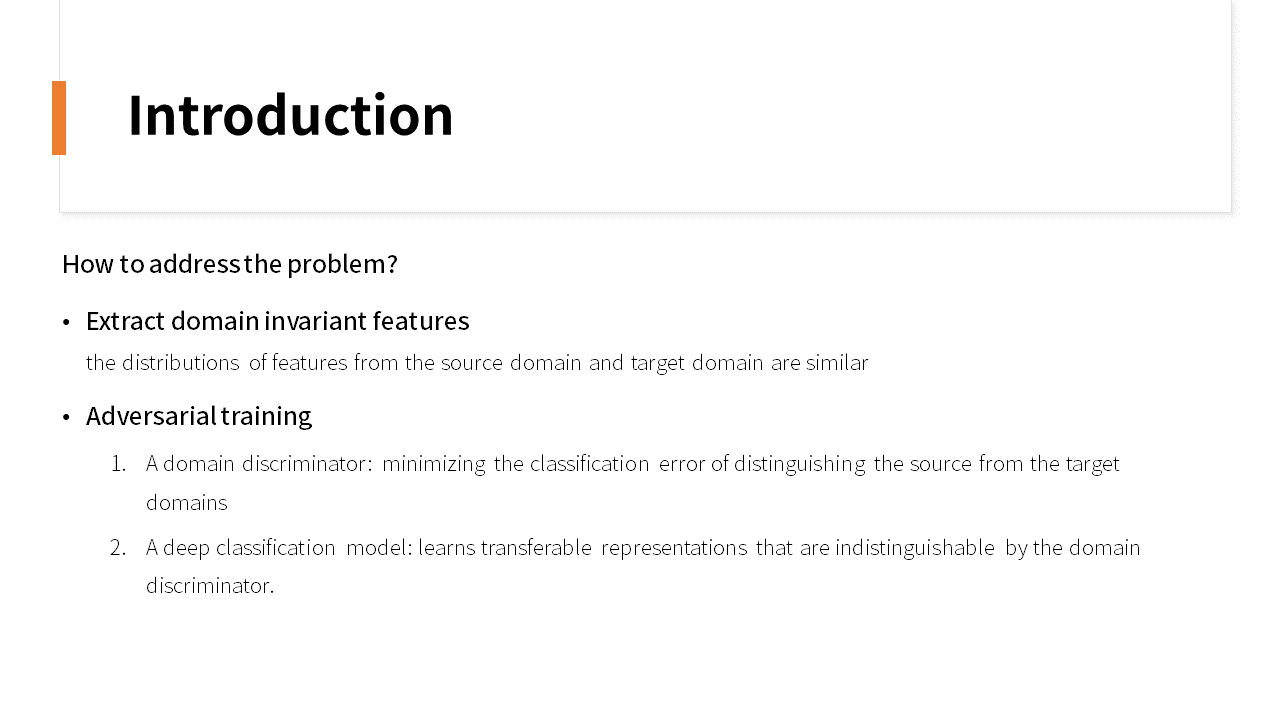 Introduction
How to address the problem?
• Extract domain invariant features
the distributions of features from the source domain and target domain are similar
• Adversarial training
1. A domain discriminator: minimizing the classification error of distinguishing the source from the target
domains
2. A deep classification model: learns transferable representations that are indistinguishable by the domain
discriminator.